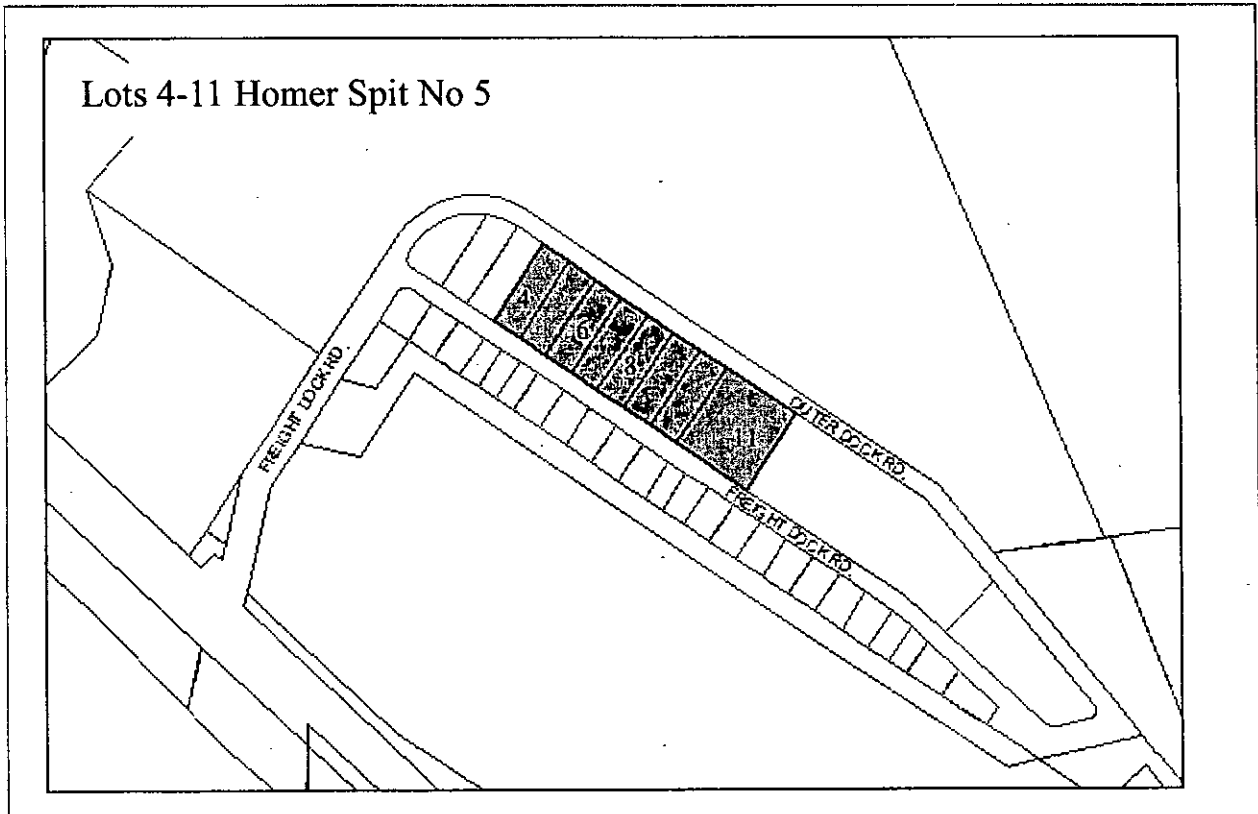 Lots 4-11 Homer Spit No 5
4
6
8
11
OUTER DOCK RD.
FREIGHT DOCK RD.
FREIGHT DOCK RD.